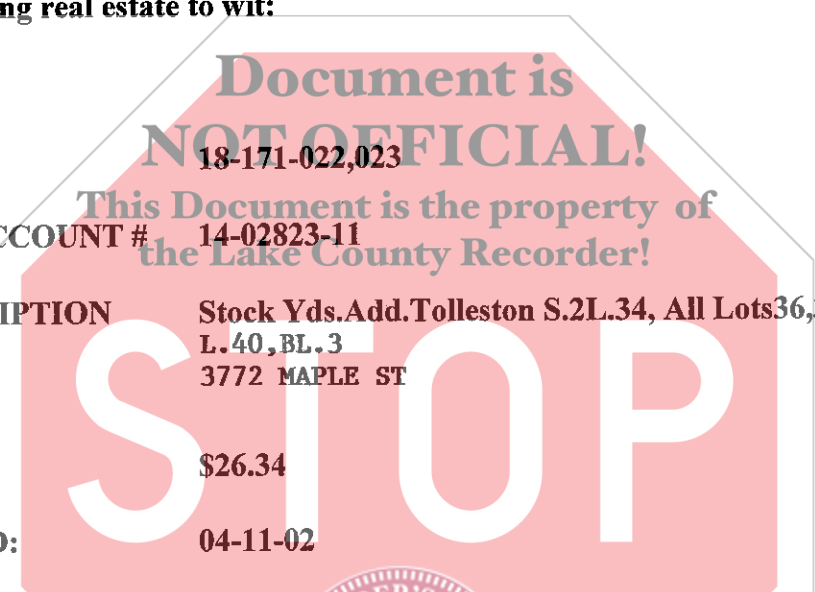 ng real estate to wit:
Document is
NOT OFFICIAL!
18-171-022,023
This Document is the property of
CCOUNT # 14-02823-11
the Lake County Recorder!
IPTION Stock Yds.Add.Tolleston S.2L.34, All Lots36,
L.40,BL.3
3772 MAPLE ST
STOP
$26.34
D: 04-11-02